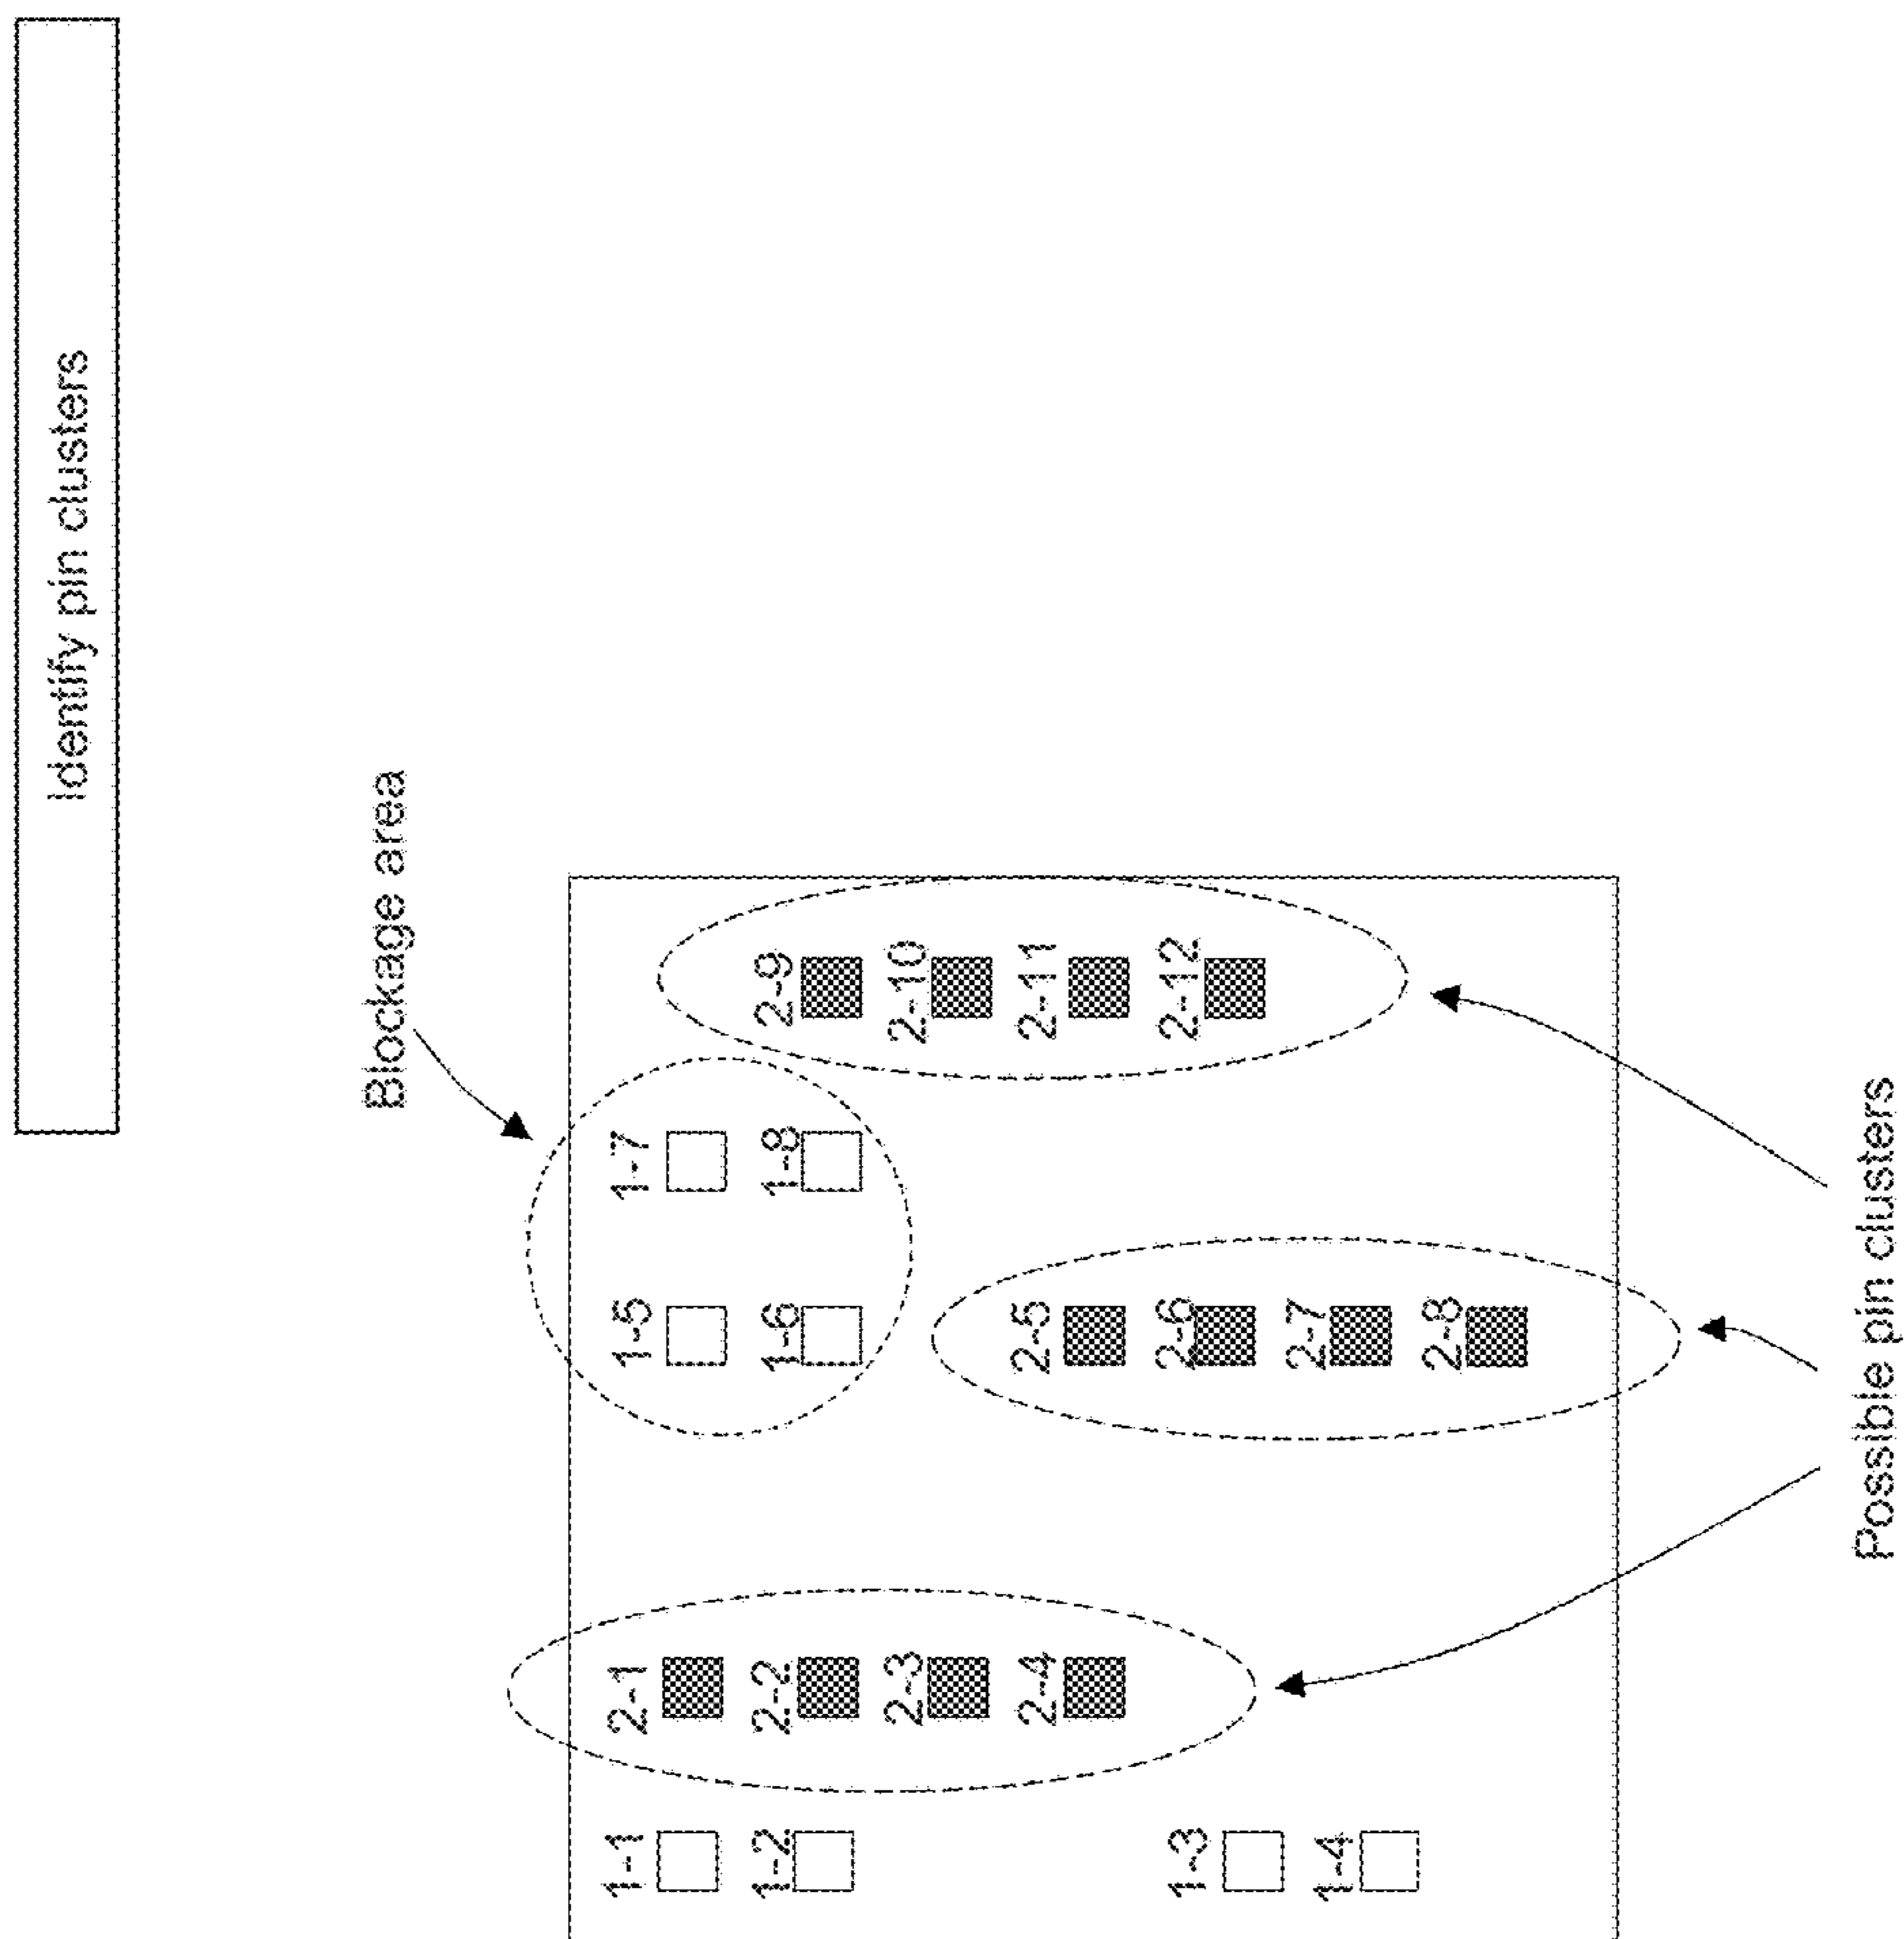 Identify pin clusters
Blockage area
1-1 2-1 1-5 1-7
1-2 2-2 1-6 1-8 2-9
2-3 2-10
2-4 2-5 2-11
1-3 2-6 2-12
1-4 2-7
2-8
Possible pin clusters